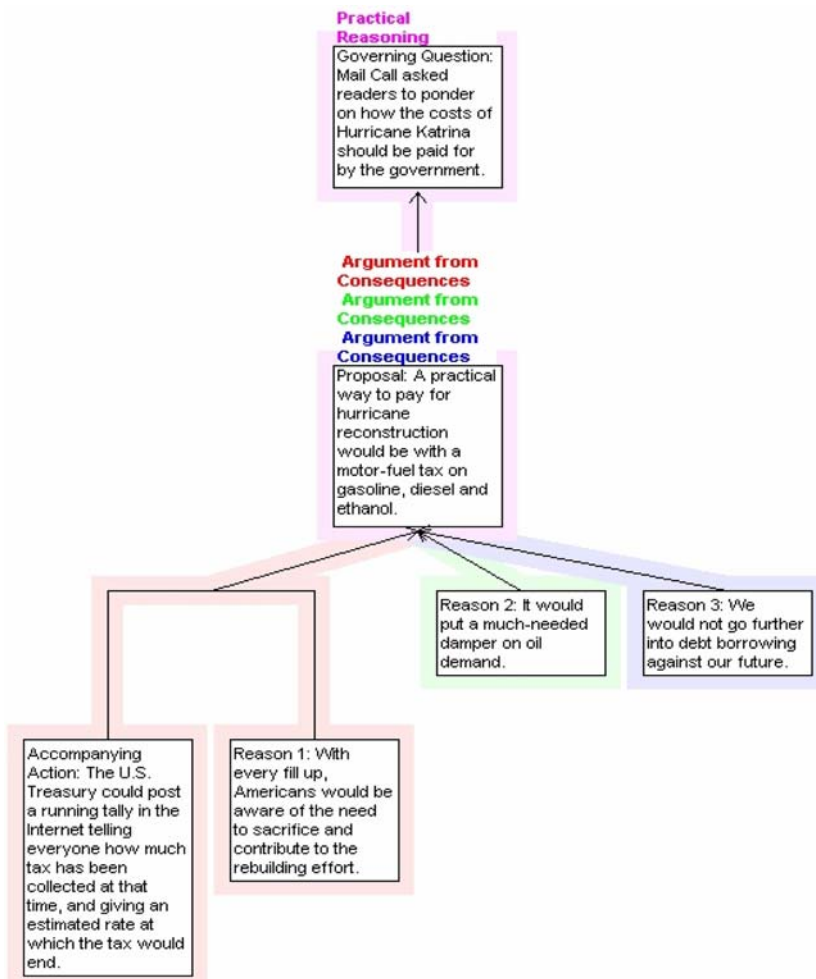 Practical
Reasoning
Governing Question:
Mail Call asked
readers to ponder
on how the costs of
Hurricane Katrina
should be paid for
by the government.
Argument from
Consequences
Argument from
Consequences
Argument from
Consequences
Proposal: A practical
way to pay for
hurricane
reconstruction
would be with a
motor-fuel tax on
gasoline, diesel and
ethanol.
Reason 2: It would
put a much-needed
damper on oil
demand.
Reason 3: We
would not go further
into debt borrowing
against our future.
Accompanying
Action: The U.S.
Treasury could post
a running tally in the
Internet telling
everyone how much
tax has been
collected at that
time, and giving an
estimated rate at
which the tax would
end.
Reason 1: With
every fill up,
Americans would be
aware of the need
to sacrifice and
contribute to the
rebuilding effort.